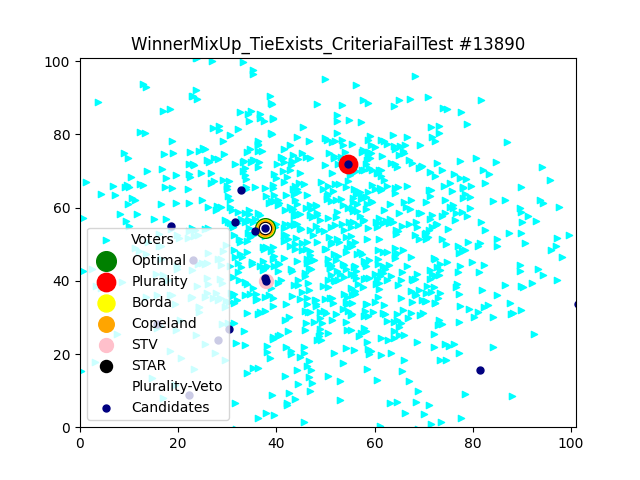 WinnerMixUp_TieExists_CriteriaFailTest #13890
100
80
60
40
20
0
Voters
Optimal
Plurality
Borda
Copeland
STV
STAR
Plurality-Veto
Candidates
0 20 40 60 80 100